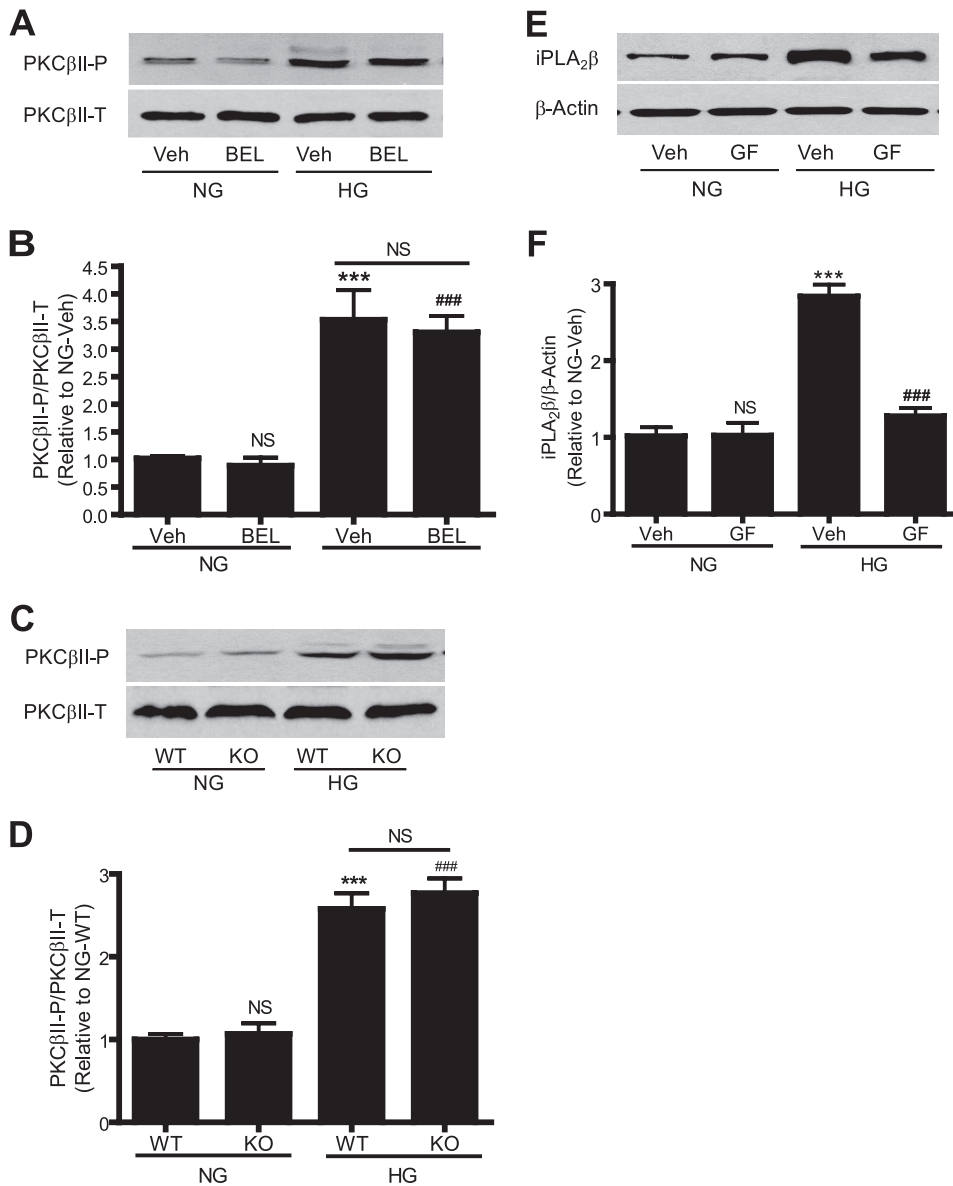 A
PKCβII-P
PKCβII-T
Veh BEL Veh BEL
NG HG
B
PKCβII-P/PKCβII-T
(Relative to NG-Veh)
4.5
4.0
3.5
3.0
2.5
2.0
1.5
1.0
0.5
0.0
NS
NS
***
###
Veh BEL Veh BEL
NG
C
PKCβII-P
PKCβII-T
WT KO WT KO
NG HG
D
PKCβII-P/PKCβII-T
(Relative to NG-WT)
3
2
1
0
NS
NS
***
###
WT KO WT KO
NG HG
E
iPLA₂β
β-Actin
Veh GF Veh GF
NG HG
F
iPLA₂β/β-Actin
(Relative to NG-Veh)
3
2
1
0
NS
***
###
Veh GF Veh GF
NG HG